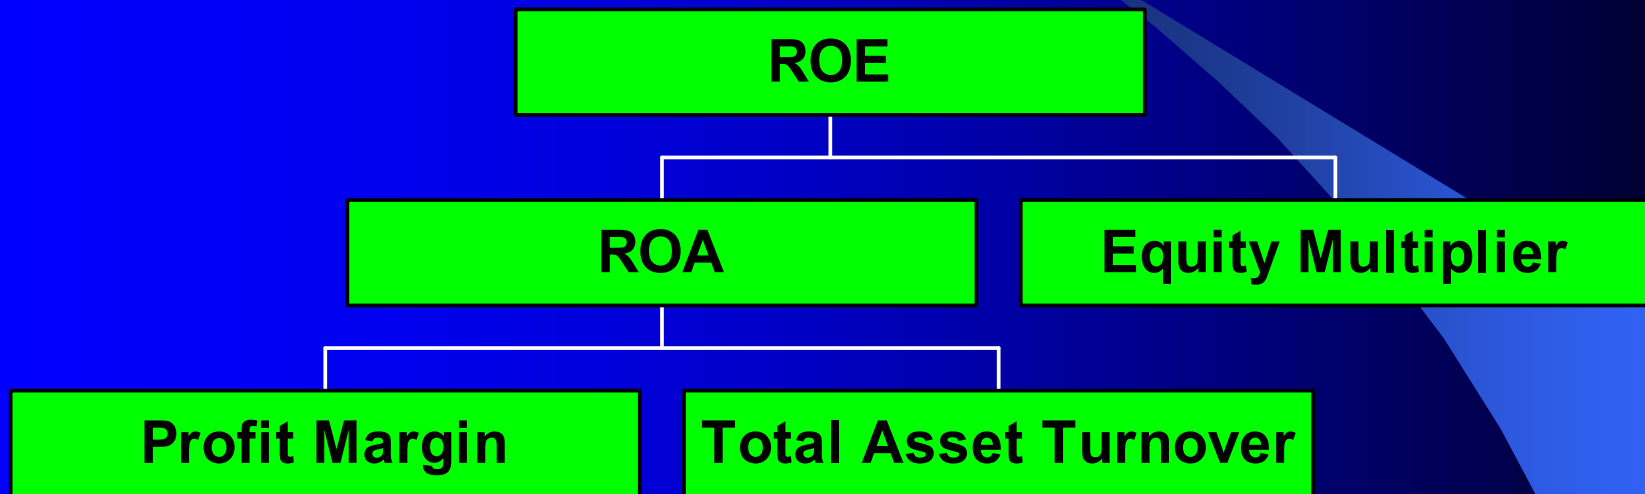 ROE
ROA
Equity Multiplier
Profit Margin
Total Asset Turnover